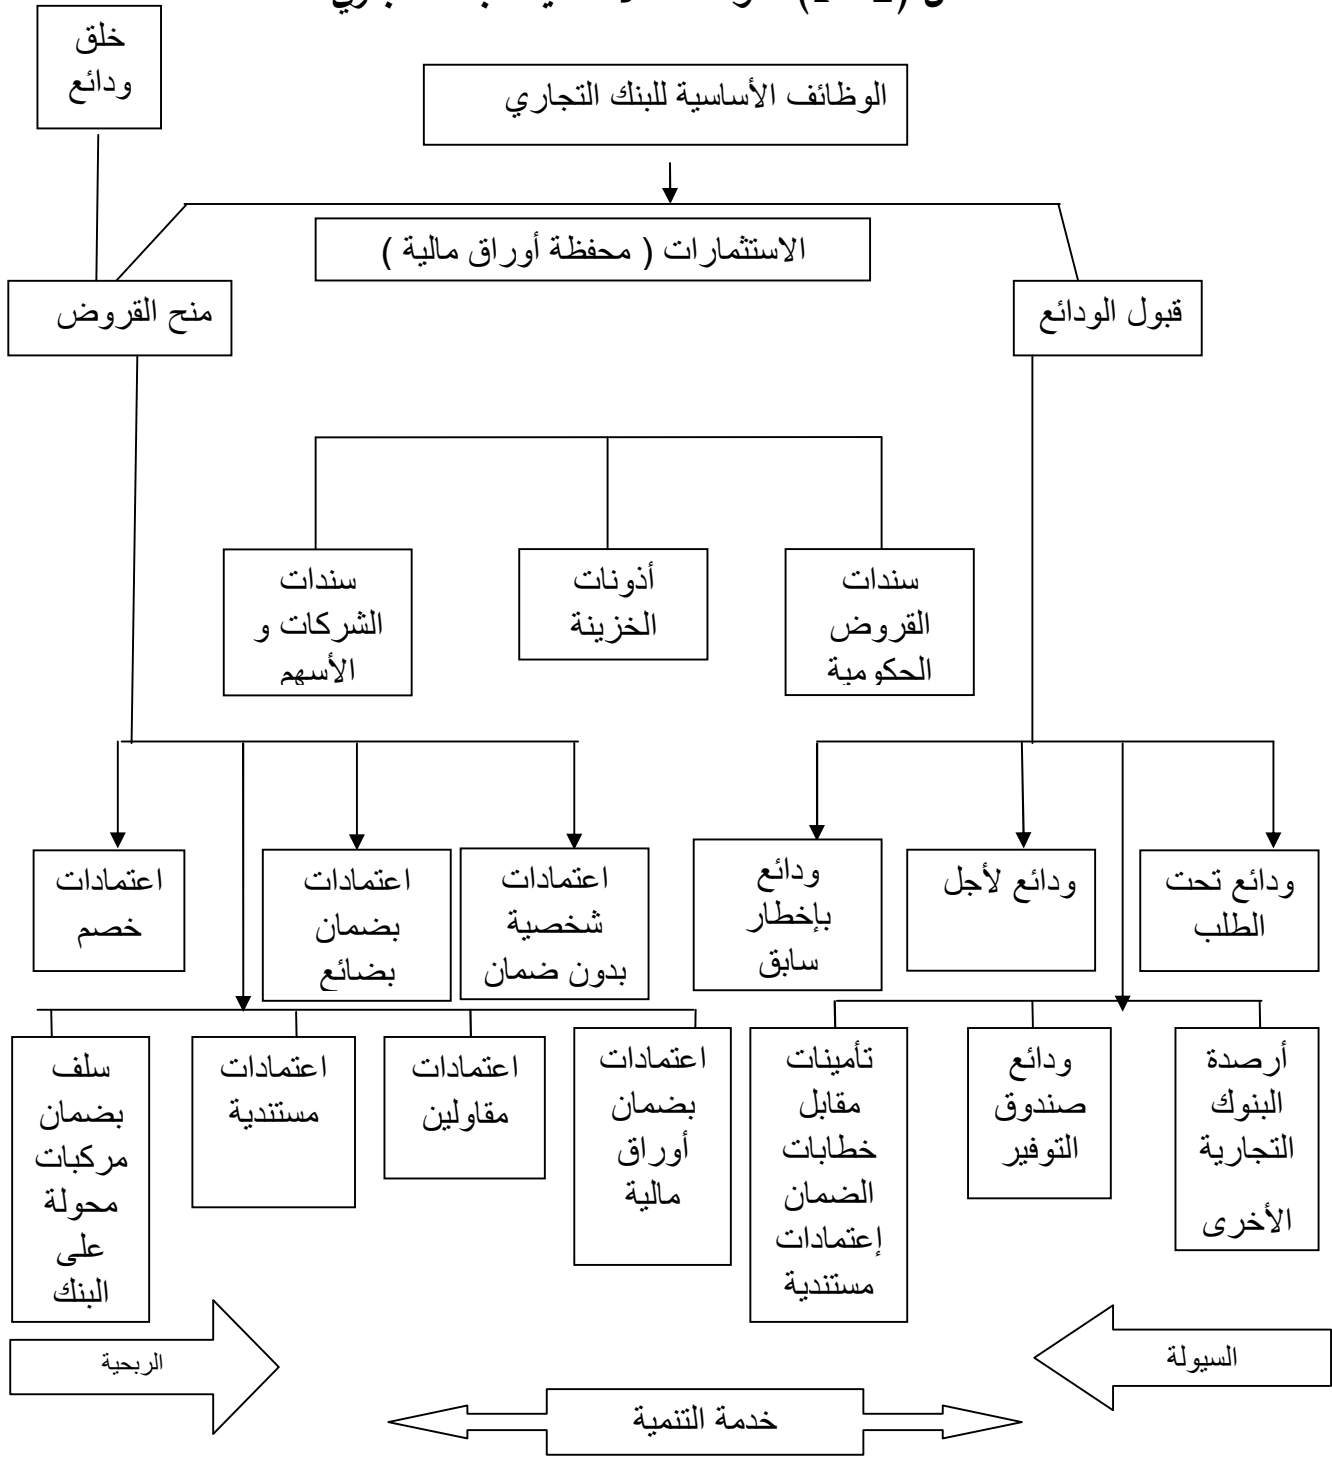 خلق
ودائع
الوظائف الأساسية للبنك التجاري
الاستثمارات ( محفظة أوراق مالية )
قبول الودائع
منح القروض
سندات
القروض
الحكومية
أذونات
الخزينة
سندات
الشركات و
الأسهم
ودائع تحت
الطلب
ودائع لأجل
ودائع
بإخطار
سابق
اعتمادات
شخصية
بدون ضمان
اعتمادات
بضمان
بضائع
اعتمادات
خصم
أرصدة
البنوك
التجارية
الأخرى
ودائع
صندوق
التوفير
تأمينات
مقابل
خطابات
الضمان
إعتمادات
مستندية
اعتمادات
بضمان
أوراق
مالية
اعتمادات
مقاولين
اعتمادات
مستندية
سلف
بضمان
مركبات
محولة
على
البنك
السيولة
الربحية
خدمة التنمية